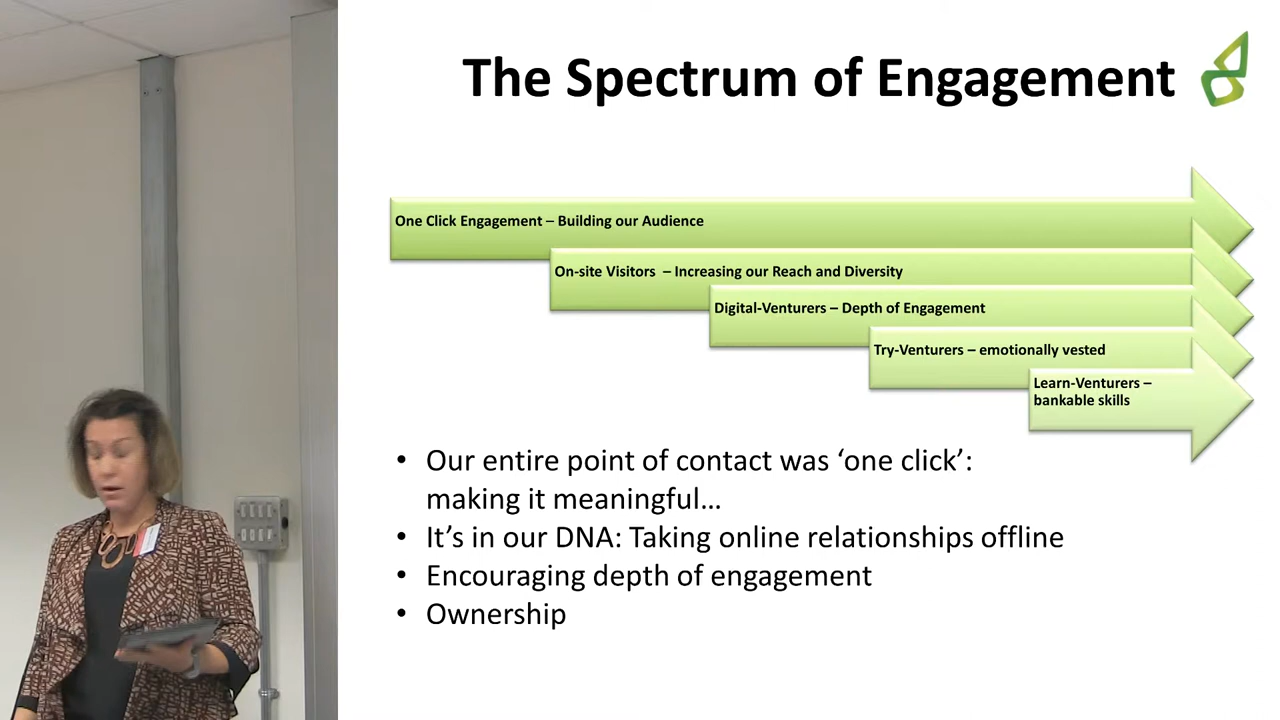 The Spectrum of Engagement
One Click Engagement – Building our Audience
On-site Visitors – Increasing our Reach and Diversity
Digital-Venturers – Depth of Engagement
Try-Venturers – emotionally vested
Learn-Venturers –
bankable skills
• Our entire point of contact was ‘one click’:
making it meaningful…
• It’s in our DNA: Taking online relationships offline
• Encouraging depth of engagement
• Ownership